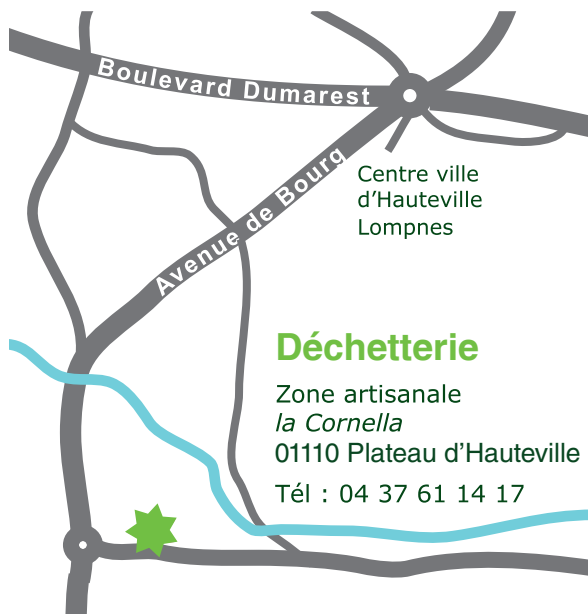 Boulevard Dumarest
Avenue de Bourg
Centre ville
d’Hauteville
Lompnes
Déchetterie
Zone artisanale
la Cornella
01110 Plateau d’Hauteville
Tél : 04 37 61 14 17